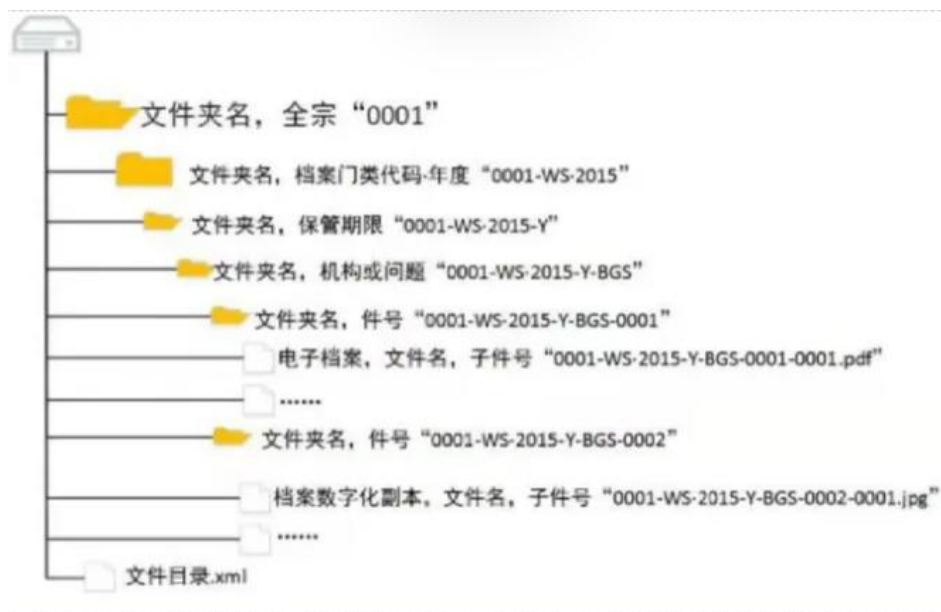 文件夹名，全宗“0001”
文件夹名，档案门类代码-年度“0001-WS-2015”
文件夹名，保管期限“0001-WS-2015-Y”
文件夹名，机构或问题“0001-WS-2015-Y-BGS”
文件夹名，件号“0001-WS-2015-Y-BGS-0001”
电子档案，文件名，子件号“0001-WS-2015-Y-BGS-0001-0001.pdf”
......
文件夹名，件号“0001-WS-2015-Y-BGS-0002”
档案数字化副本，文件名，子件号“0001-WS-2015-Y-BGS-0002-0001.jpg”
......
文件目录.xml